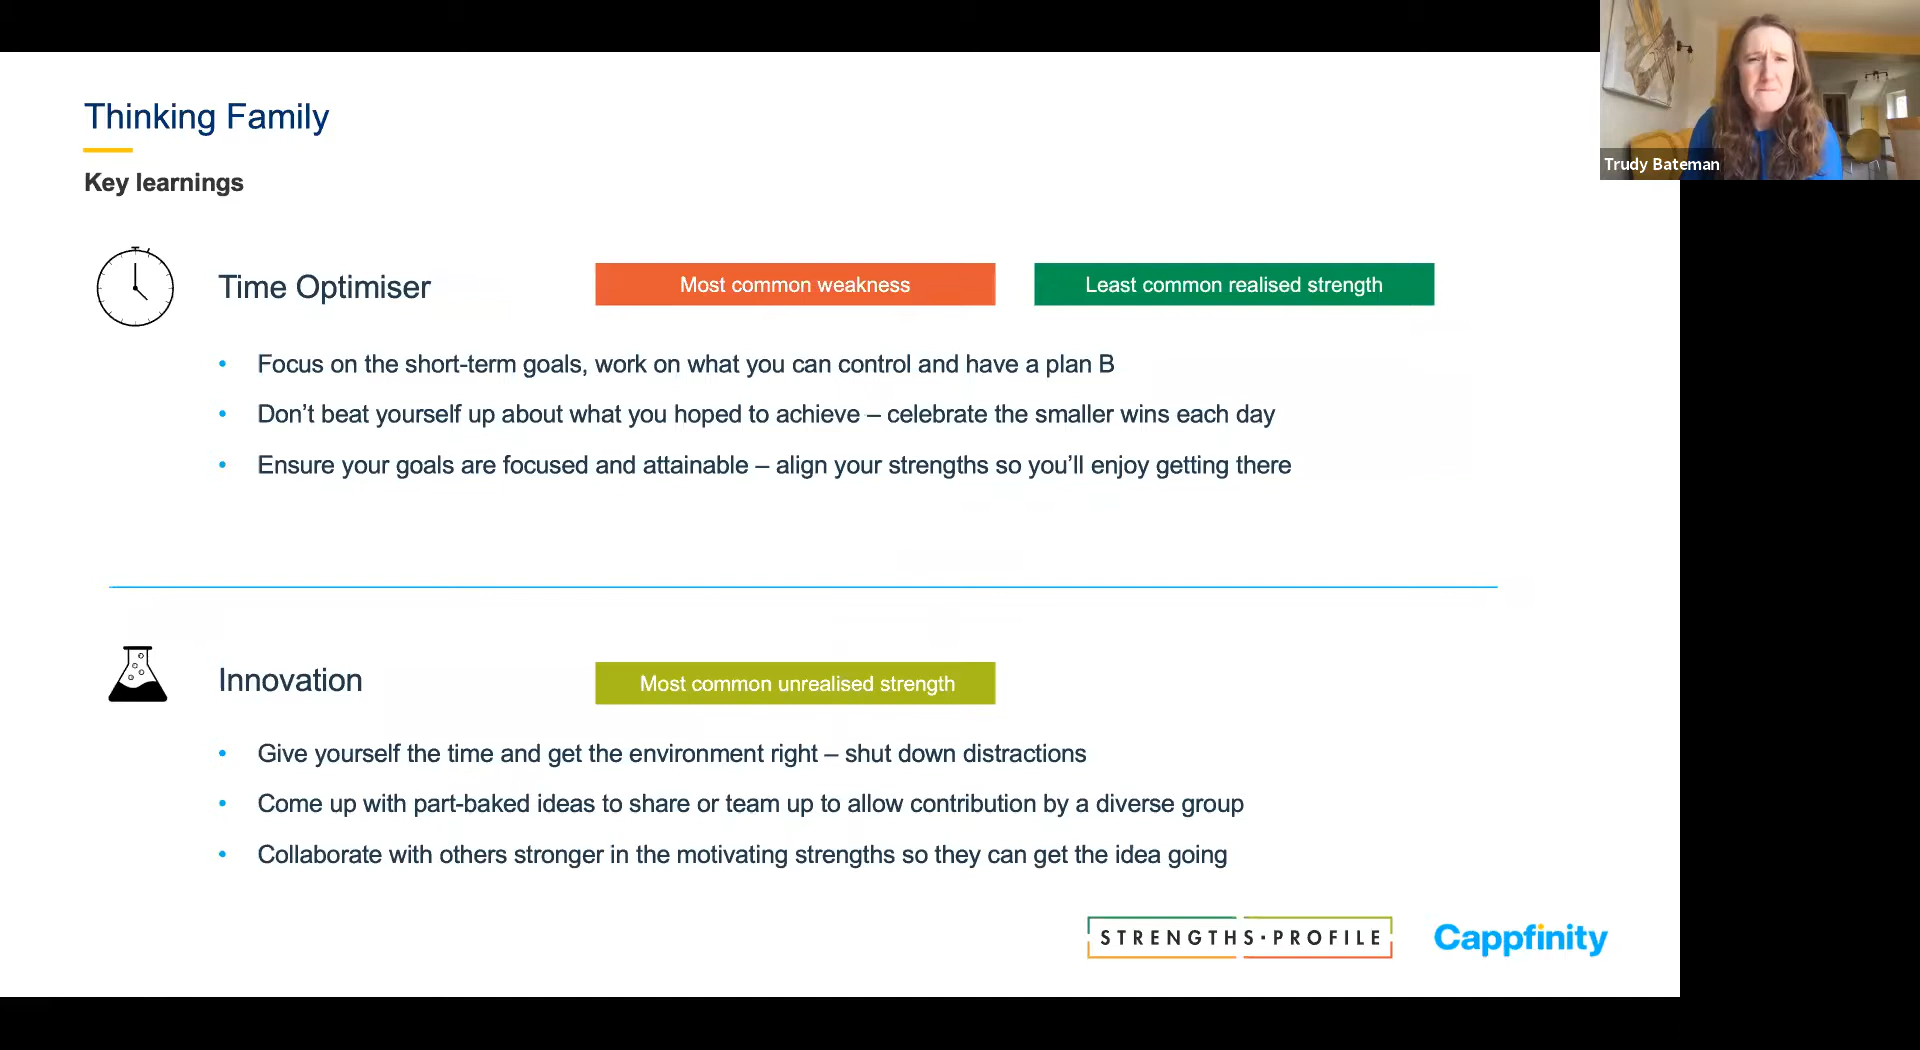 Thinking Family
Key learnings
Trudy Bateman
Time Optimiser
Most common weakness
Least common realised strength
• Focus on the short-term goals, work on what you can control and have a plan B
• Don’t beat yourself up about what you hoped to achieve – celebrate the smaller wins each day
• Ensure your goals are focused and attainable – align your strengths so you’ll enjoy getting there
Innovation
Most common unrealised strength
• Give yourself the time and get the environment right – shut down distractions
• Come up with part-baked ideas to share or team up to allow contribution by a diverse group
• Collaborate with others stronger in the motivating strengths so they can get the idea going
STRENGTHS·PROFILE
Cappfinity